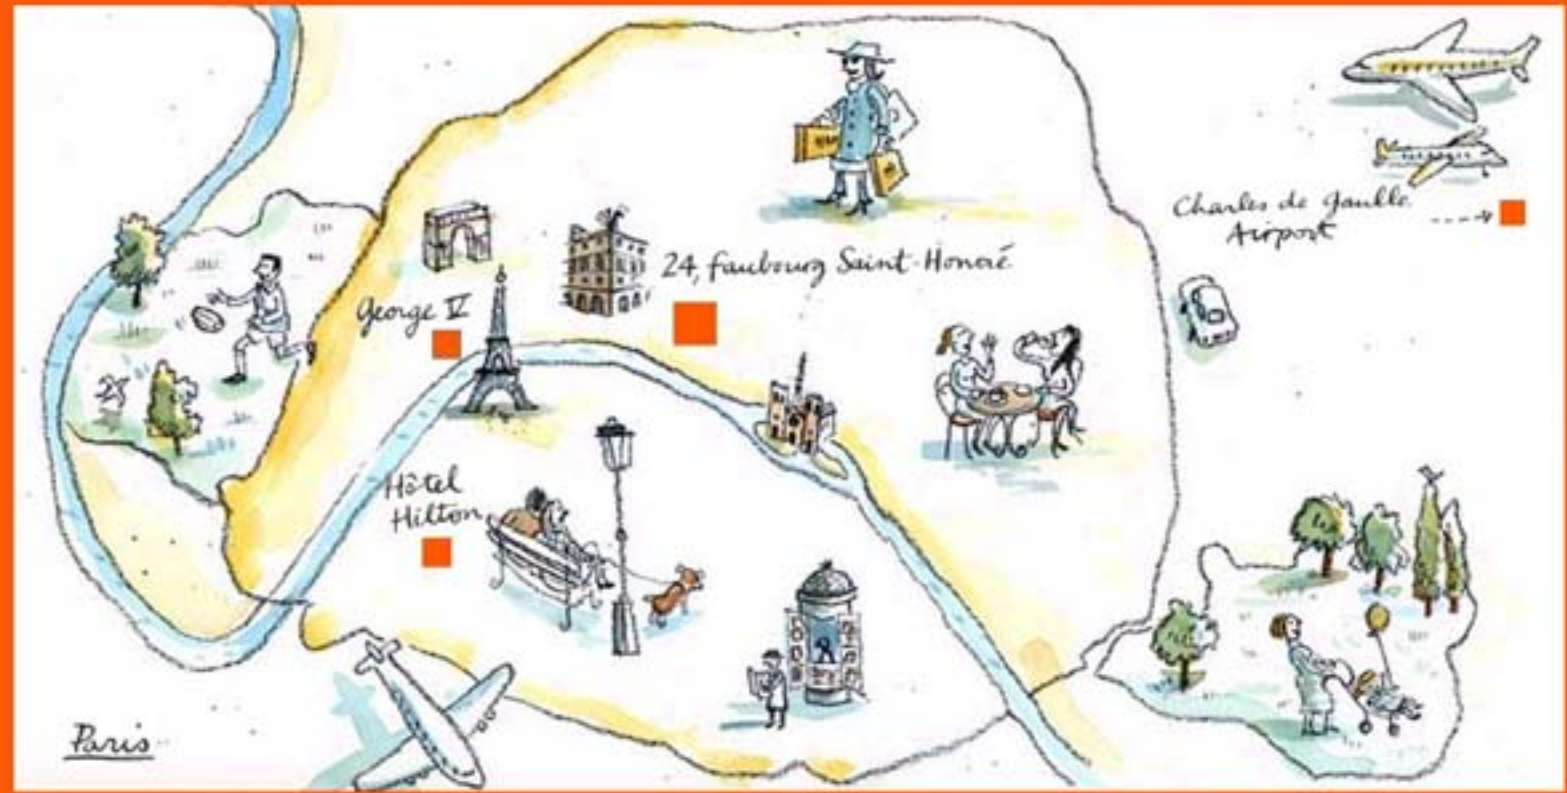 Charles de Gaulle
Airport
24, faubourg Saint-Honoré
George V
Hôtel
Hilton
Paris